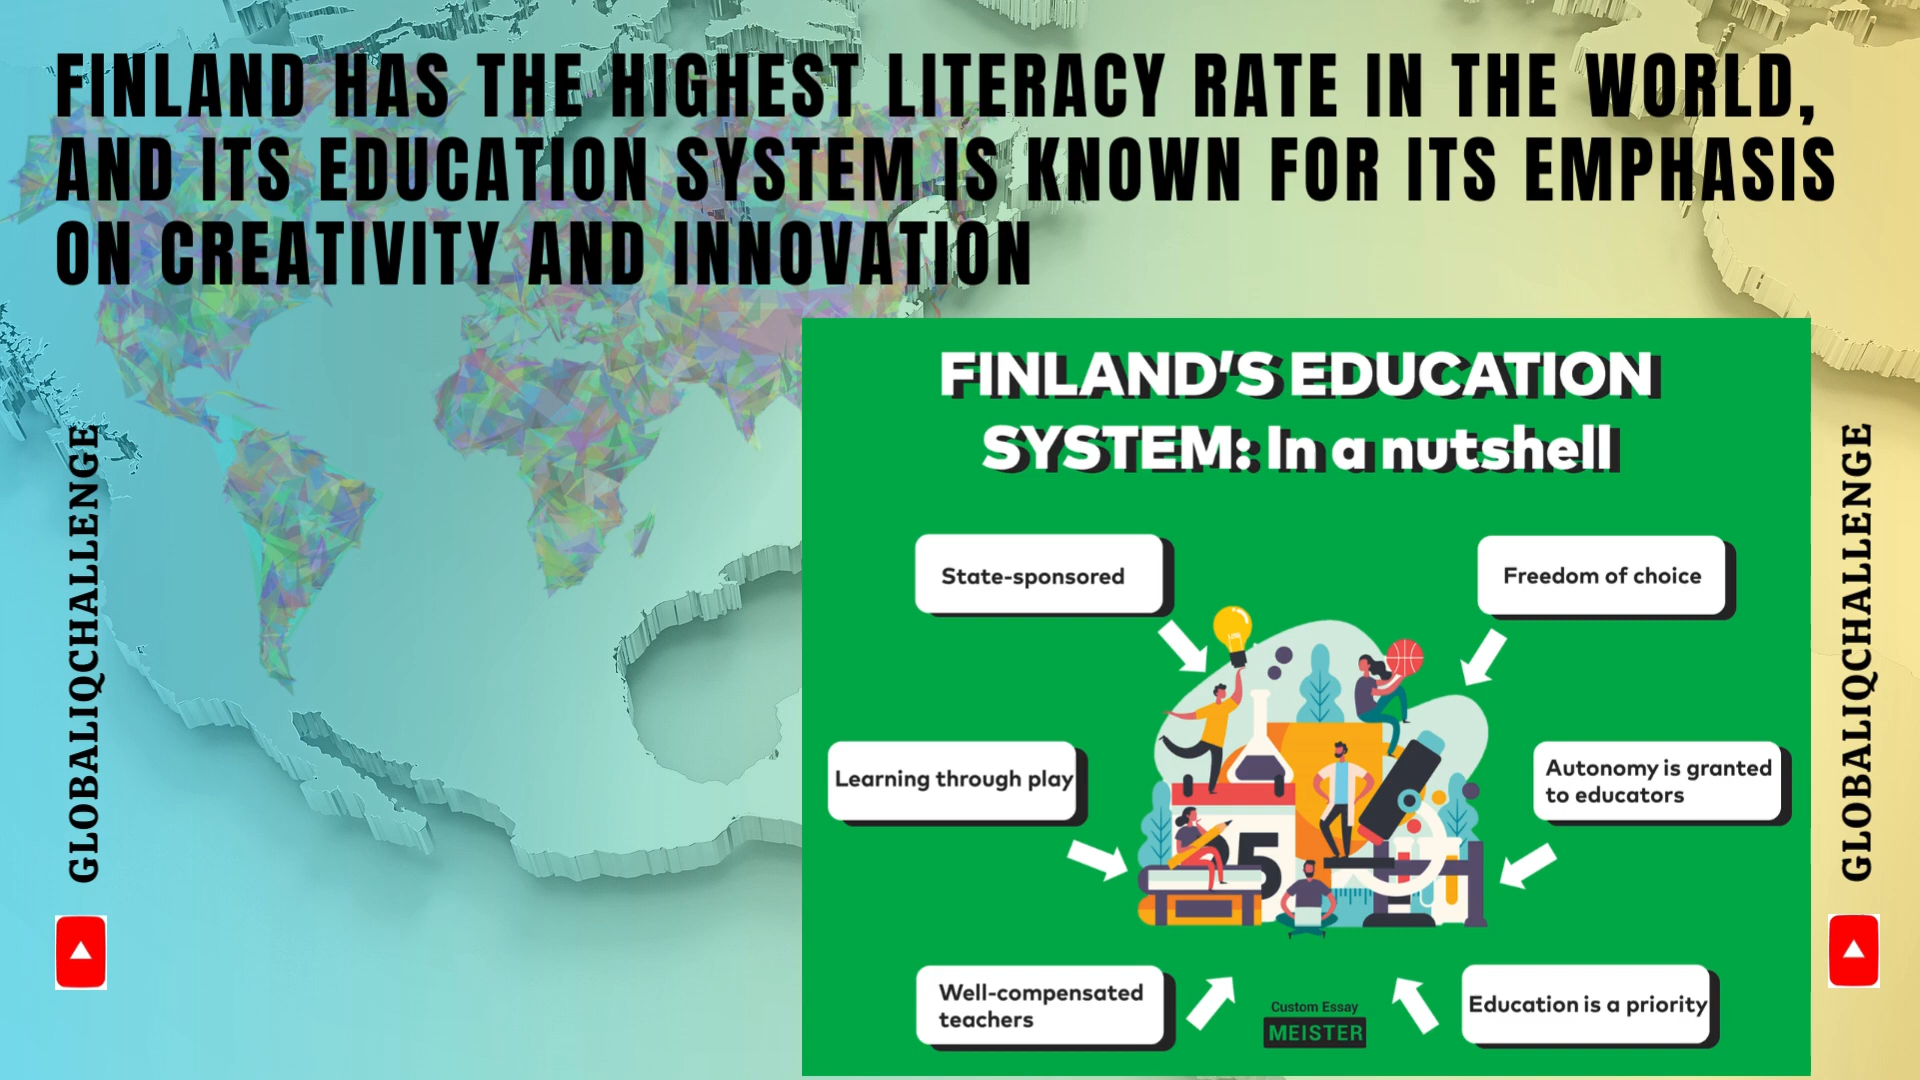 FINLAND HAS THE HIGHEST LITERACY RATE IN THE WORLD,
AND ITS EDUCATION SYSTEM IS KNOWN FOR ITS EMPHASIS
ON CREATIVITY AND INNOVATION
FINLAND'S EDUCATION
SYSTEM: In a nutshell
State-sponsored
Freedom of choice
Learning through play
Autonomy is granted
to educators
5
Well-compensated
teachers
Education is a priority
Custom Essay
MEISTER
GLOBALIQCHALLENGE
GLOBALIQCHALLENGE